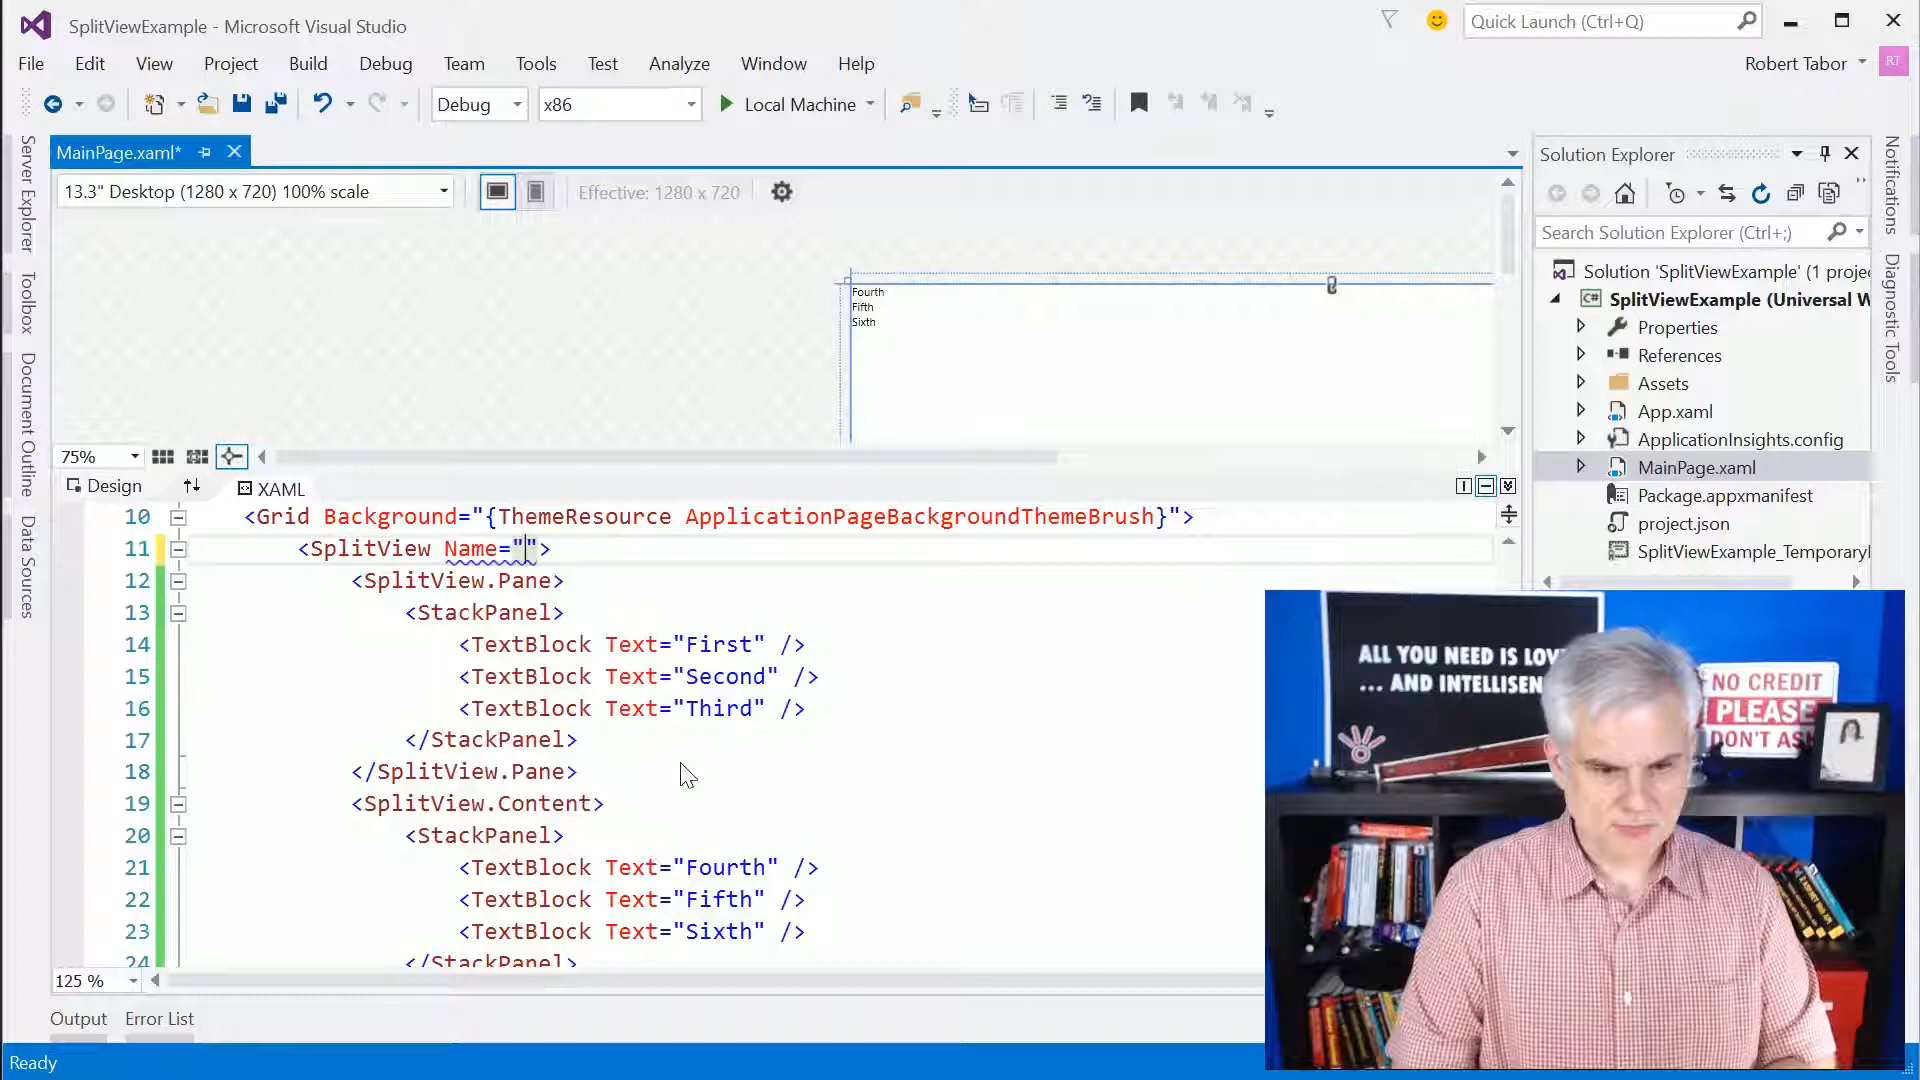 SplitViewExample - Microsoft Visual Studio
Quick Launch (Ctrl+Q)
File Edit View Project Build Debug Team Tools Test Analyze Window Help
Robert Tabor RT
Debug x86 Local Machine
MainPage.xaml*
13.3" Desktop (1280 x 720) 100% scale
Effective: 1280 x 720
Fourth
Fifth
Sixth
75%
Design
XAML
10 <Grid Background="{ThemeResource ApplicationPageBackgroundThemeBrush}">
11 <SplitView Name="">
12 <SplitView.Pane>
13 <StackPanel>
14 <TextBlock Text="First" />
15 <TextBlock Text="Second" />
16 <TextBlock Text="Third" />
17 </StackPanel>
18 </SplitView.Pane>
19 <SplitView.Content>
20 <StackPanel>
21 <TextBlock Text="Fourth" />
22 <TextBlock Text="Fifth" />
23 <TextBlock Text="Sixth" />
24 </StackPanel>
125 %
Output Error List
Ready
Server Explorer
Toolbox
Document Outline
Data Sources
Solution Explorer
Search Solution Explorer (Ctrl+;)
Solution 'SplitViewExample' (1 projec
C# SplitViewExample (Universal W
Properties
References
Assets
App.xaml
ApplicationInsights.config
MainPage.xaml
Package.appxmanifest
project.json
SplitViewExample_Temporaryl
Notifications
Diagnostic Tools
ALL YOU NEED IS LOV
... AND INTELLISEN
NO CREDIT
PLEASE
DON'T AS